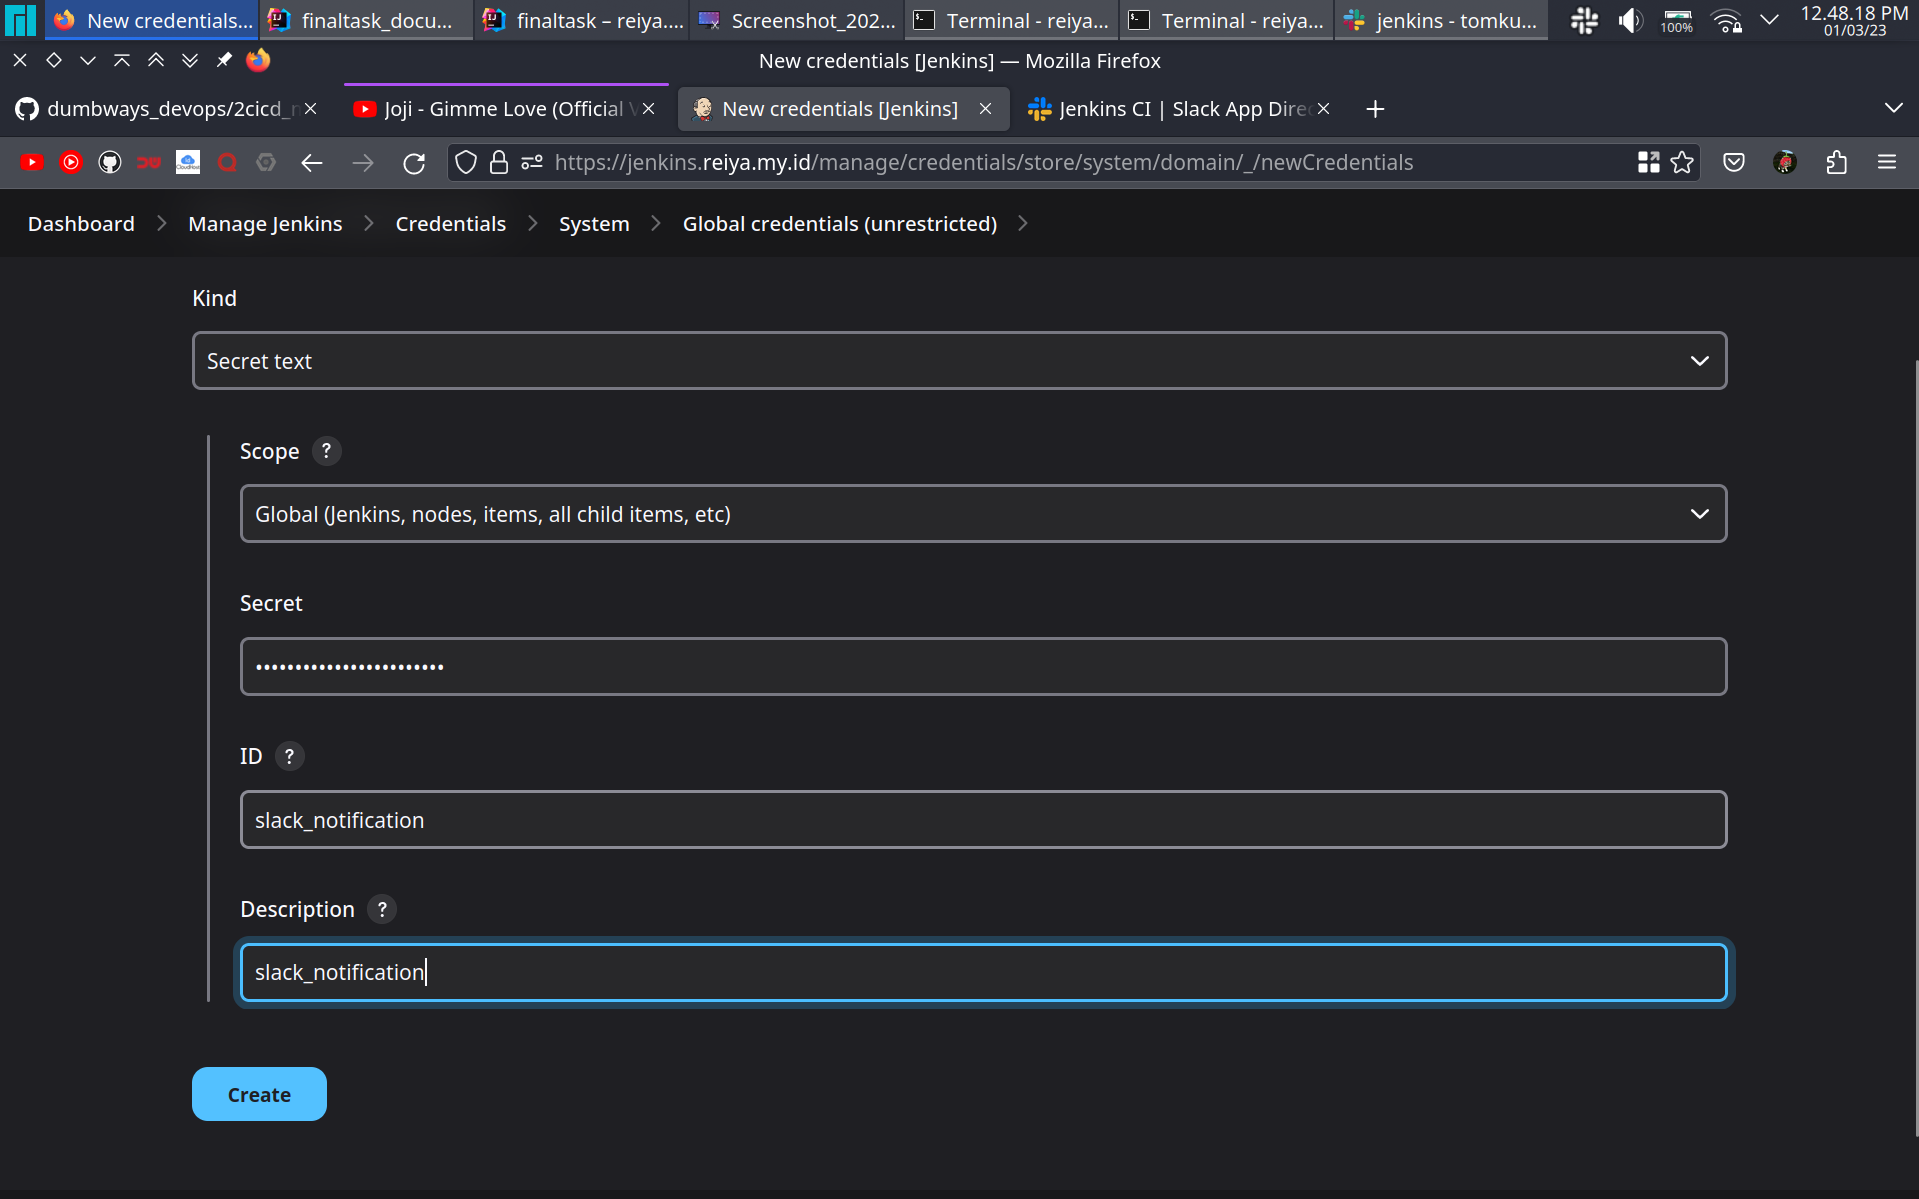 New credentials... finaltask_docu... finaltask – reiya.... Screenshot_202... Terminal - reiya... Terminal - reiya... jenkins - tomku... 100% 12.48.18 PM
01/03/23
New credentials [Jenkins] — Mozilla Firefox
dumbways_devops/2cicd_n Joji - Gimme Love (Official V New credentials [Jenkins] Jenkins CI | Slack App Direc
https://jenkins.reiya.my.id/manage/credentials/store/system/domain/_/newCredentials
Dashboard Manage Jenkins Credentials System Global credentials (unrestricted)
Kind
Secret text
Scope ?
Global (Jenkins, nodes, items, all child items, etc)
Secret
••••••••••••••••••••••••
ID ?
slack_notification
Description ?
slack_notification
Create